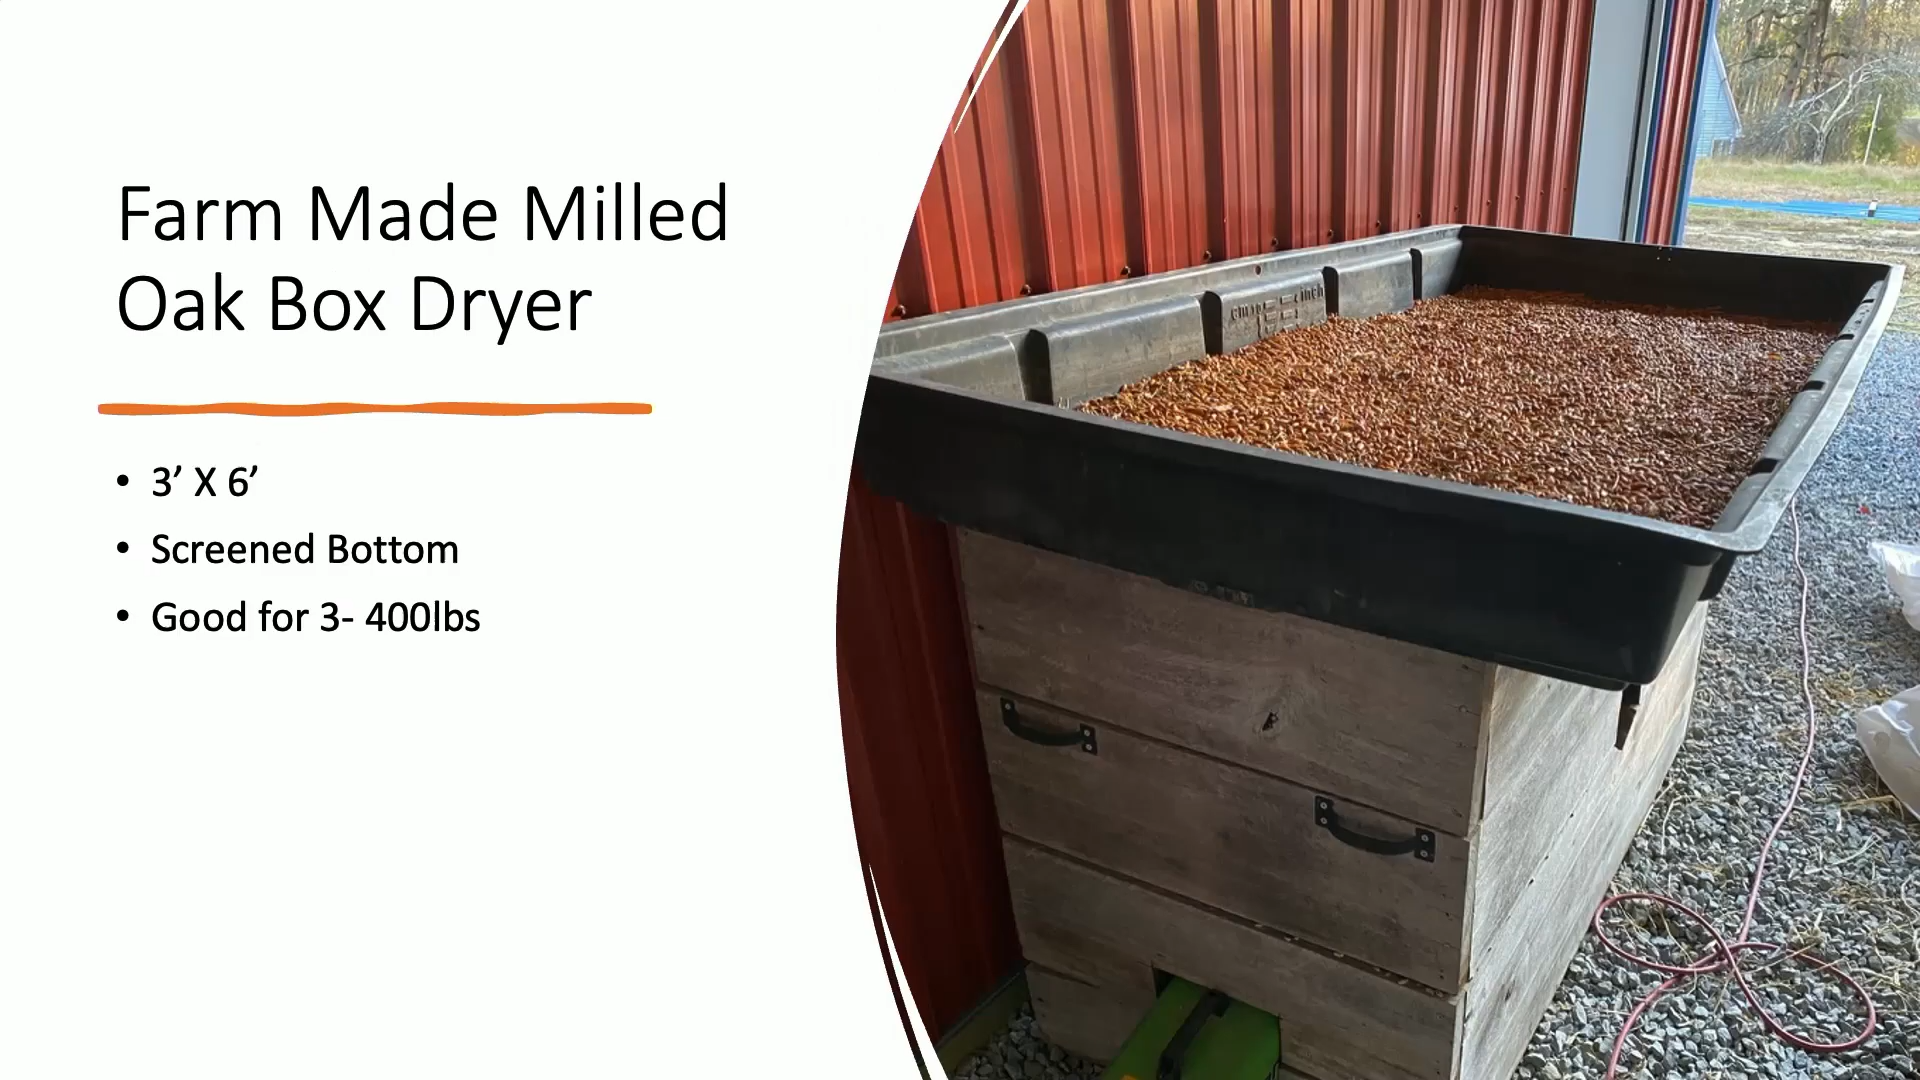 Farm Made Milled
Oak Box Dryer
• 3’ X 6’
• Screened Bottom
• Good for 3- 400lbs